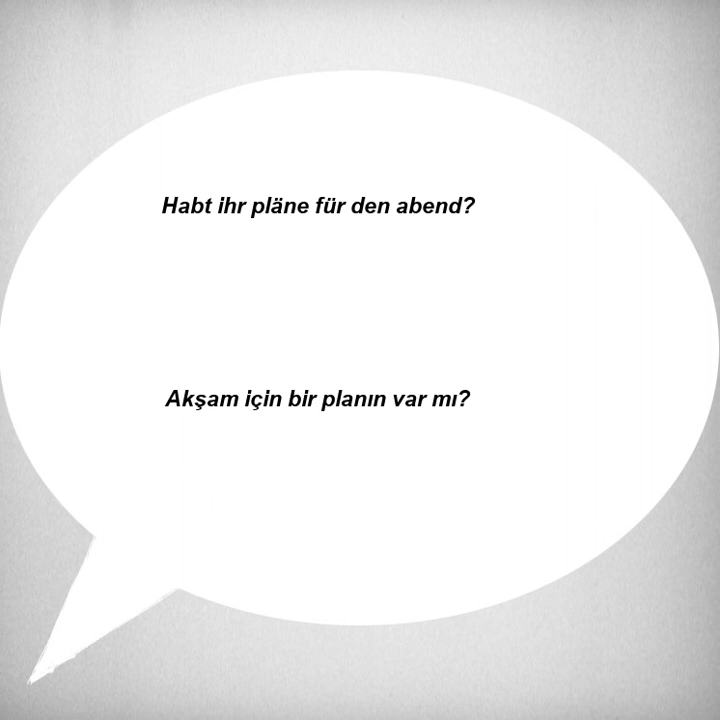 Habt ihr pläne für den abend?
Akşam için bir planın var mı?